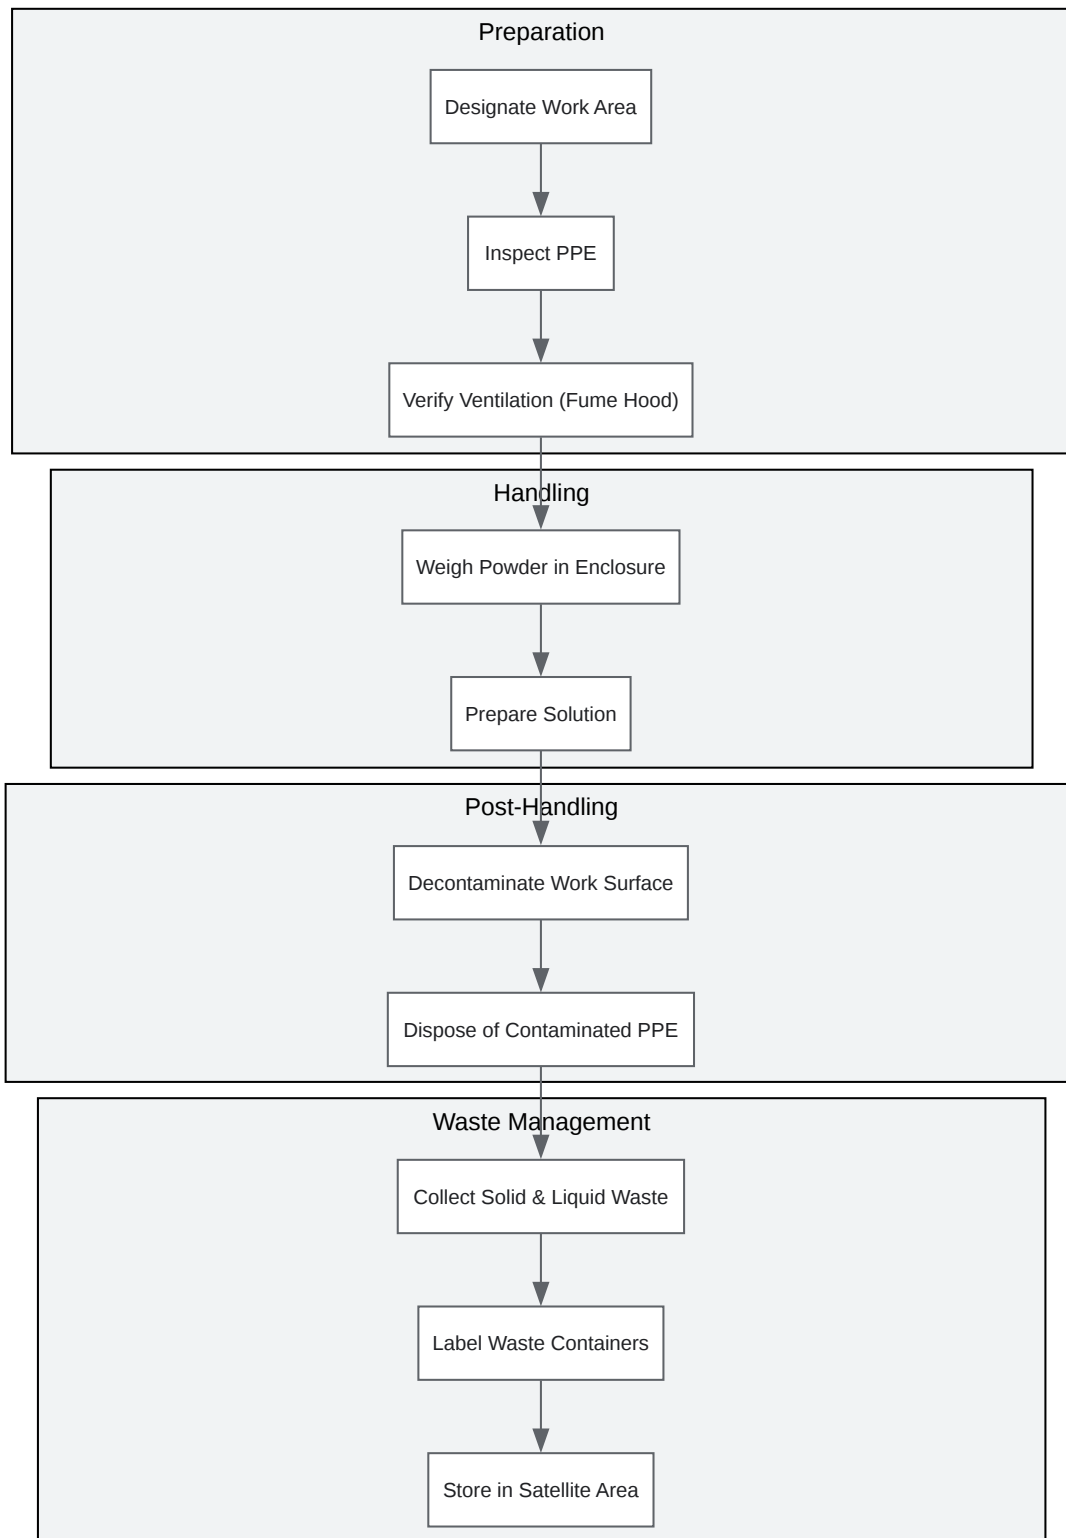 Preparation
Designate Work Area
Inspect PPE
Verify Ventilation (Fume Hood)
Handling
Weigh Powder in Enclosure
Prepare Solution
Post-Handling
Decontaminate Work Surface
Dispose of Contaminated PPE
Waste Management
Collect Solid & Liquid Waste
Label Waste Containers
Store in Satellite Area